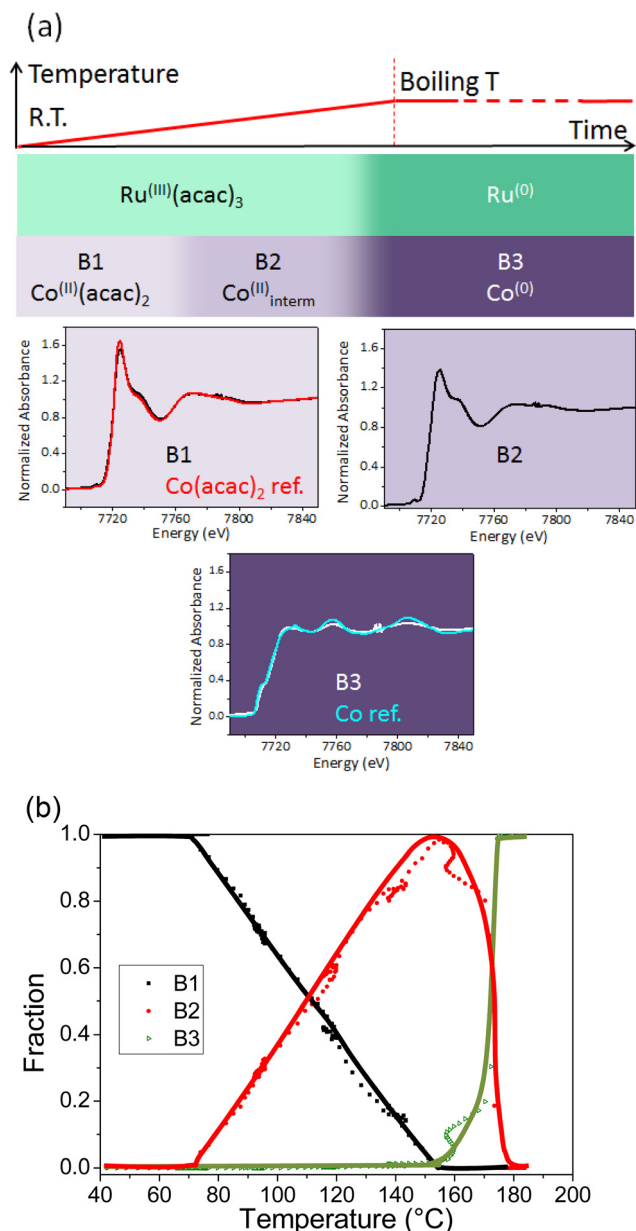 (a)
Temperature
Boiling T
R.T.
Time
Ru(III)(acac)3
Ru(0)
B1
Co(II)(acac)2
B2
Co(II)interm
B3
Co(0)
Normalized Absorbance
1.6
1.2
0.8
0.4
0.0
B1
Co(acac)2 ref.
7720 7760 7800 7840
Energy (eV)
Normalized Absorbance
1.6
1.2
0.8
0.4
0.0
B2
7720 7760 7800 7840
Energy (eV)
Normalized Absorbance
1.6
1.2
0.8
0.4
0.0
B3
Co ref.
7720 7760 7800 7840
Energy (eV)
(b)
Fraction
1.0
0.8
0.6
0.4
0.2
0.0
B1
B2
B3
40 60 80 100 120 140 160 180 200
Temperature (°C)